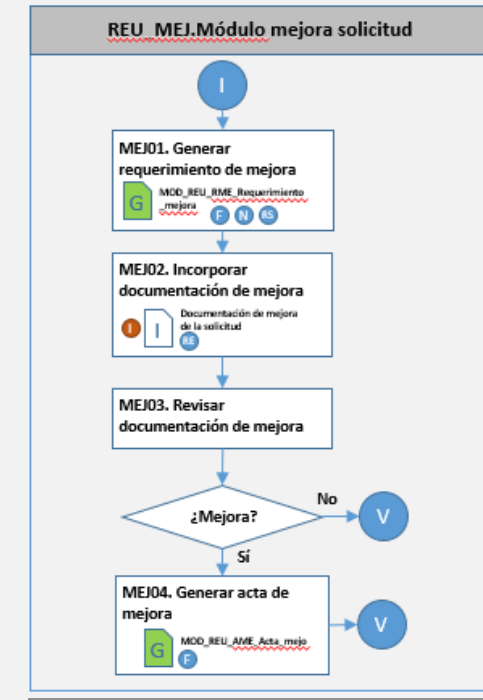 REU_MEJ.Módulo mejora solicitud
I
MEJ01. Generar
requerimiento de mejora
G
MOD_REU_RME_Requerimiento
_mejora
F N RS
MEJ02. Incorporar
documentación de mejora
I
I
Documentación de mejora
de la solicitud
RE
MEJ03. Revisar
documentación de mejora
¿Mejora?
No
V
Sí
MEJ04. Generar acta de
mejora
G
MOD_REU_AME_Acta_mejo
F
V